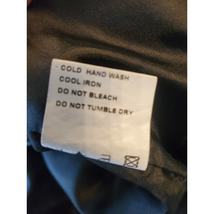 COLD HAND WASH
COOL IRON
DO NOT BLEACH
DO NOT TUMBLE DRY